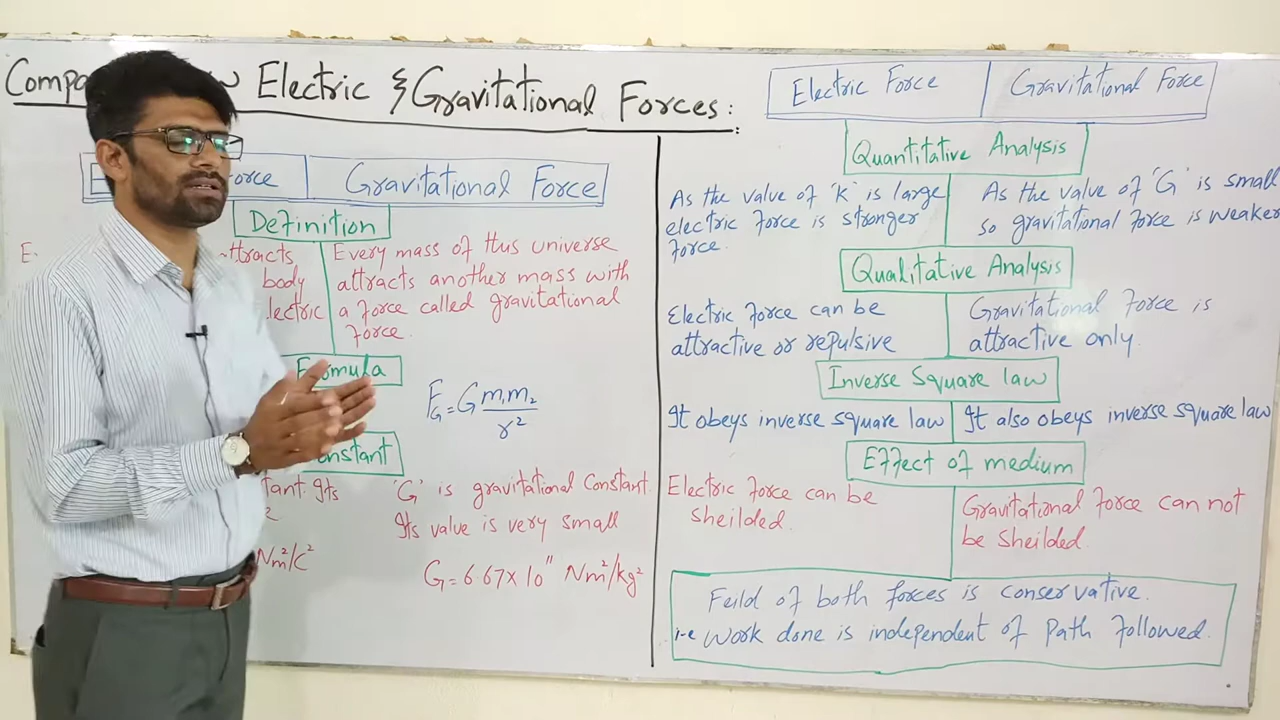 Electric & Gravitational Forces:
Force
Gravitational Force
Definition
ttracts
body
lectric
Every mass of thus universe
attracts another mass with
a force called gravitational
force.
Formula
F_G = G m₁m₂/r²
onstant
tant Its
2
Nm²/C²
'G' is gravitational Constant.
Its value is very small
G = 6.67×10¯¹¹ Nm²/kg²
Electric Force
Gravitational Force
Quantitative Analysis
As the value of 'K' is large
electric force is stronger
force.
As the value of 'G' is small
so gravitational force is weaker
Qualitative Analysis
Electric force can be
attractive or repulsive
Gravitational Force is
attractive only.
Inverse Square law
It obeys inverse square law
It also obeys inverse square law
Effect of medium
Electric force can be
sheilded.
Gravitational force can not
be sheilded
Feild of both forces is conservative.
i-e Work done is independent of Path followed.